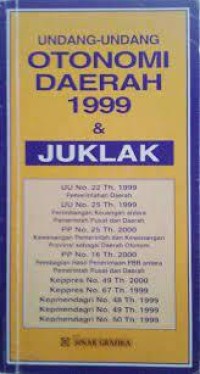 UNDANG-UNDANG
OTONOMI
DAERAH
1999
&
JUKLAK
UU No. 22 Th. 1999
Pemerintahan Daerah
UU No. 25 Th. 1999
Perimbangan Keuangan antara
Pemerintah Pusat dan Daerah
PP No. 25 Th. 2000
Kewenangan Pemerintah dan Kewenangan
Provinsi sebagai Daerah Otonom
PP No. 16 Th. 2000
Pembagian Hasil Penerimaan PBB antara
Pemerintah Pusat dan Daerah
Keppres No. 49 Th. 2000
Keppres No. 67 Th. 1999
Kepmendagri No. 48 Th. 1999
Kepmendagri No. 49 Th. 1999
Kepmendagri No. 50 Th. 1999
SINAR GRAFIKA